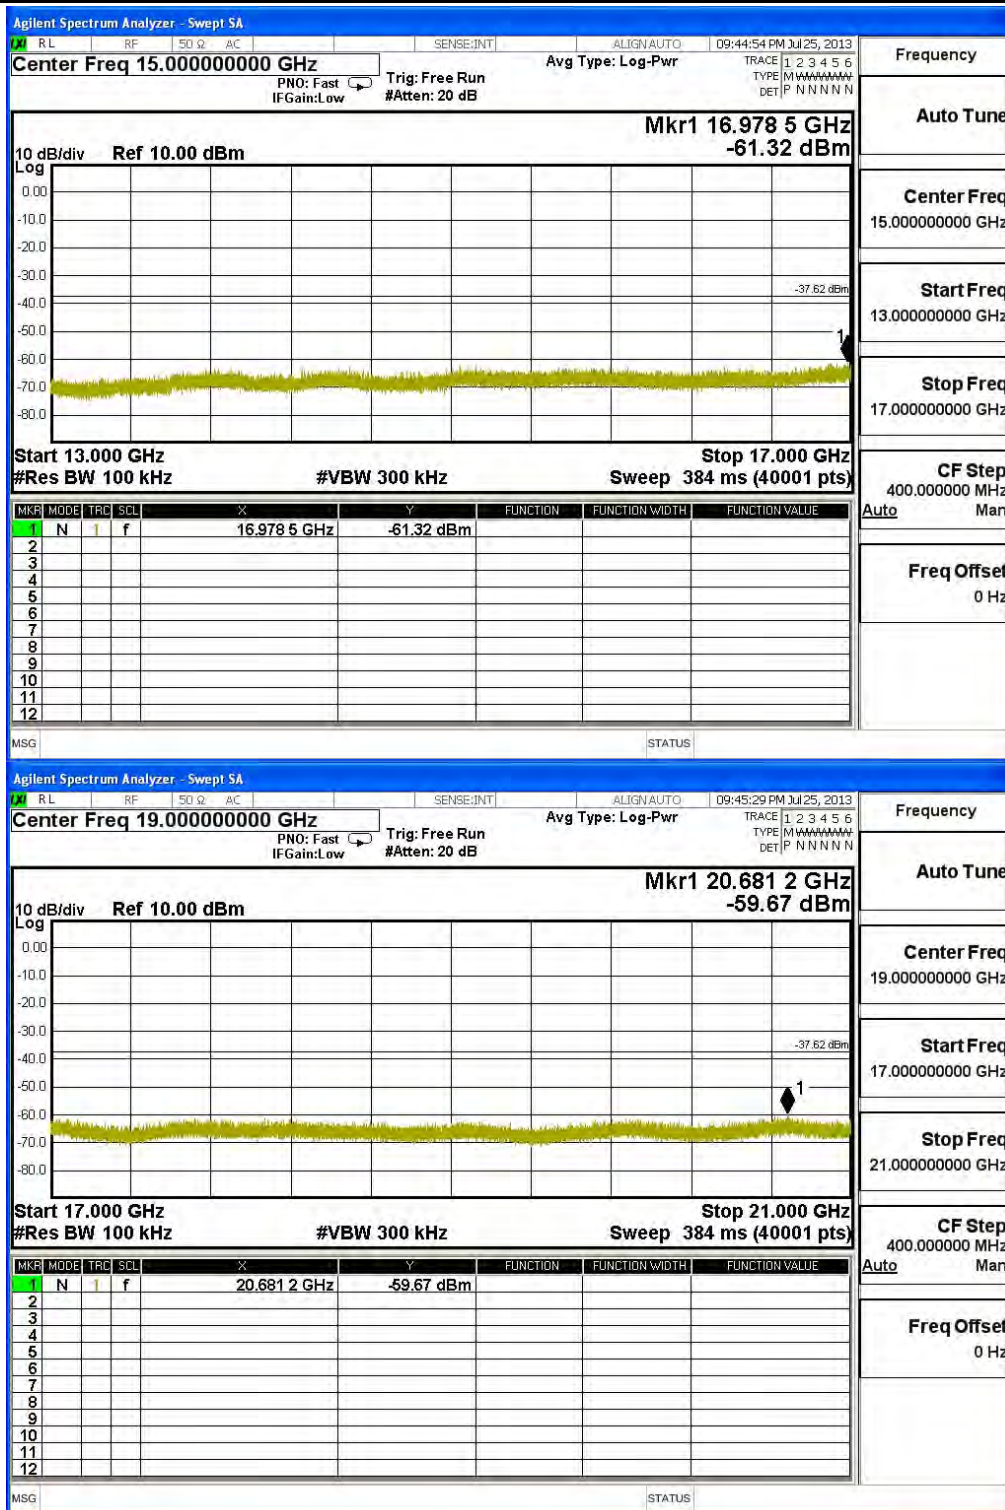 Agilent Spectrum Analyzer - Swept SA
RL RF 50 Ω AC SENSE:INT ALIGN AUTO 09:44:54 PM Jul 25, 2013
Center Freq 15.000000000 GHz
PNO: Fast
IFGain:Low
Trig: Free Run
#Atten: 20 dB
Avg Type: Log-Pwr
TRACE 1 2 3 4 5 6
TYPE M
DET P N N N N N
Mkr1 16.978 5 GHz
-61.32 dBm
10 dB/div Ref 10.00 dBm
Log
0.00
-10.0
-20.0
-30.0
-37.62 dBm
-40.0
-50.0
1
-60.0
-70.0
-80.0
Start 13.000 GHz Stop 17.000 GHz
#Res BW 100 kHz #VBW 300 kHz Sweep 384 ms (40001 pts)
MKR MODE TRC SCL X Y FUNCTION FUNCTION WIDTH FUNCTION VALUE
1 N 1 f 16.978 5 GHz -61.32 dBm
2
3
4
5
6
7
8
9
10
11
12
MSG STATUS
Frequency
Auto Tune
Center Freq
15.000000000 GHz
Start Freq
13.000000000 GHz
Stop Freq
17.000000000 GHz
CF Step
400.000000 MHz
Auto Man
Freq Offset
0 Hz
Agilent Spectrum Analyzer - Swept SA
RL RF 50 Ω AC SENSE:INT ALIGN AUTO 09:45:29 PM Jul 25, 2013
Center Freq 19.000000000 GHz
PNO: Fast
IFGain:Low
Trig: Free Run
#Atten: 20 dB
Avg Type: Log-Pwr
TRACE 1 2 3 4 5 6
TYPE M
DET P N N N N N
Mkr1 20.681 2 GHz
-59.67 dBm
10 dB/div Ref 10.00 dBm
Log
0.00
-10.0
-20.0
-30.0
-37.62 dBm
-40.0
-50.0
1
-60.0
-70.0
-80.0
Start 17.000 GHz Stop 21.000 GHz
#Res BW 100 kHz #VBW 300 kHz Sweep 384 ms (40001 pts)
MKR MODE TRC SCL X Y FUNCTION FUNCTION WIDTH FUNCTION VALUE
1 N 1 f 20.681 2 GHz -59.67 dBm
2
3
4
5
6
7
8
9
10
11
12
MSG STATUS
Frequency
Auto Tune
Center Freq
19.000000000 GHz
Start Freq
17.000000000 GHz
Stop Freq
21.000000000 GHz
CF Step
400.000000 MHz
Auto Man
Freq Offset
0 Hz